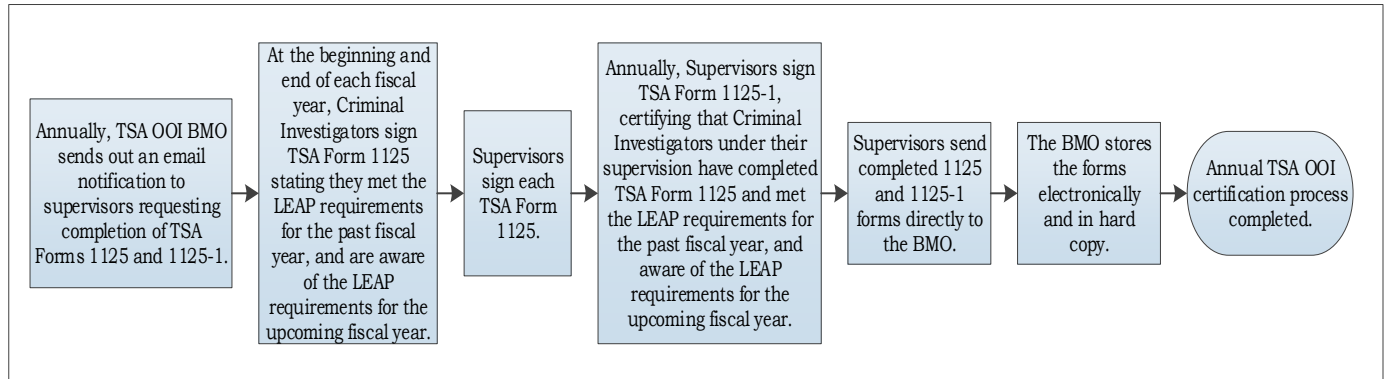 Annually, TSA OOI BMO
sends out an email
notification to
supervisors requesting
completion of TSA
Forms 1125 and 1125-1.
At the beginning and
end of each fiscal
year, Criminal
Investigators sign
TSA Form 1125
stating they met the
LEAP requirements
for the past fiscal
year, and are aware
of the LEAP
requirements for the
upcoming fiscal year.
Supervisors
sign each
TSA Form
1125.
Annually, Supervisors sign
TSA Form 1125-1,
certifying that Criminal
Investigators under their
supervision have completed
TSA Form 1125 and met
the LEAP requirements for
the past fiscal year, and
aware of the LEAP
requirements for the
upcoming fiscal year.
Supervisors send
completed 1125
and 1125-1
forms directly to
the BMO.
The BMO stores
the forms
electronically
and in hard
copy.
Annual TSA OOI
certification process
completed.